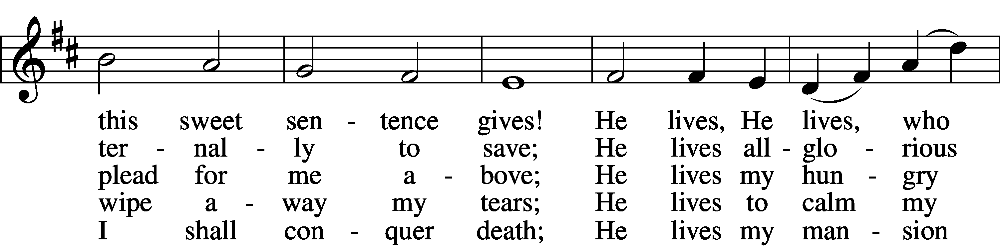 this sweet sen - tence gives! He lives, He lives, who
ter - nal - ly to save; He lives all - glo - rious
plead for me a - bove; He lives my hun - gry
wipe a - way my tears; He lives to calm my
I shall con - quer death; He lives my man - sion